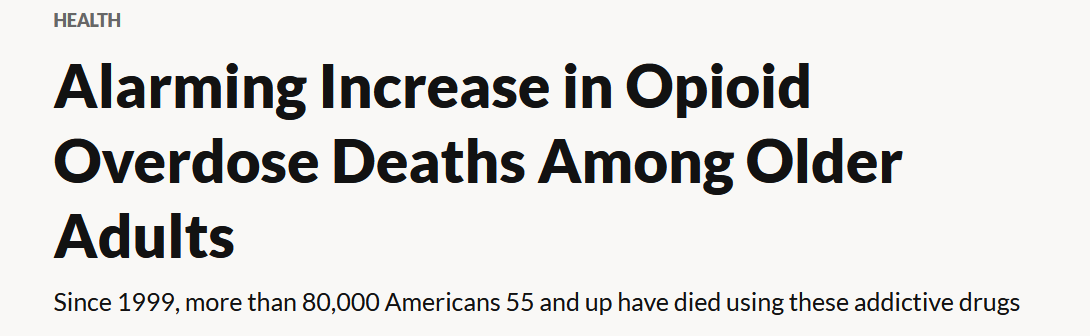 HEALTH
Alarming Increase in Opioid
Overdose Deaths Among Older
Adults
Since 1999, more than 80,000 Americans 55 and up have died using these addictive drugs